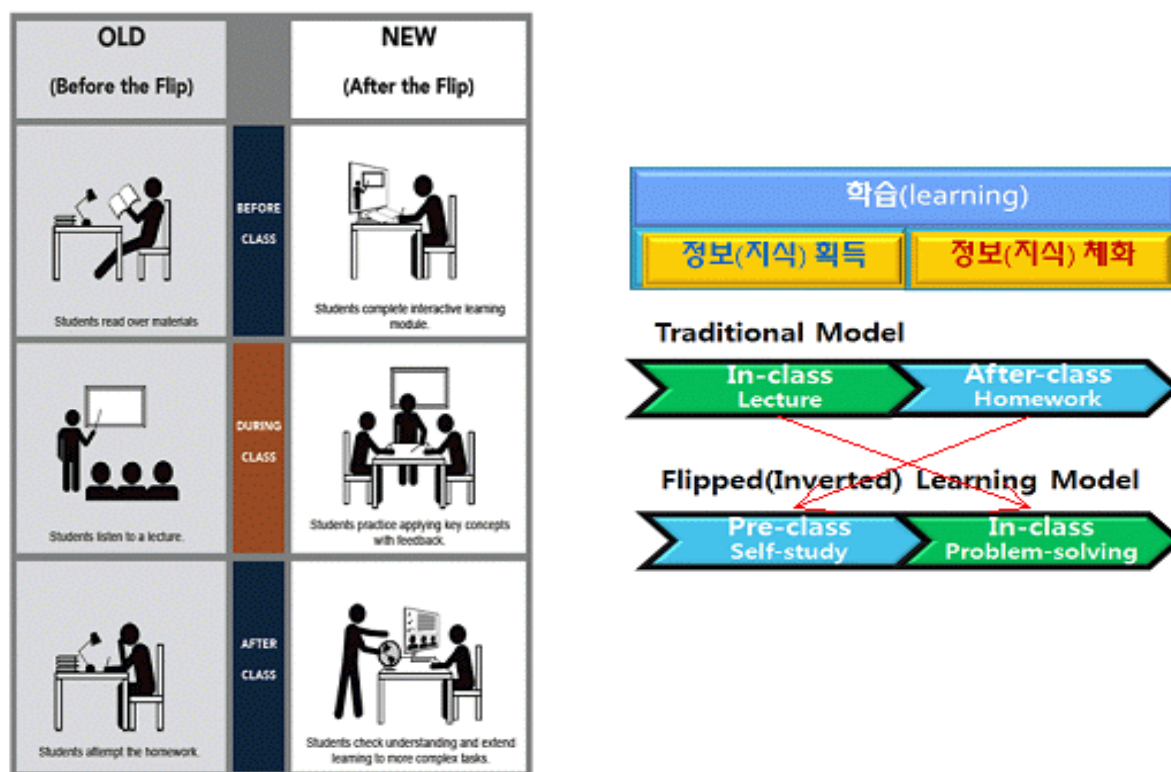 OLD
(Before the Flip)
NEW
(After the Flip)
BEFORE
CLASS
Students read over materials
Students complete interactive learning
module.
DURING
CLASS
Students listen to a lecture.
Students practice applying key concepts
with feedback.
AFTER
CLASS
Students attempt the homework.
Students check understanding and extend
learning to more complex tasks.
학습(learning)
정보(지식) 획득
정보(지식) 체화
Traditional Model
In-class
Lecture
After-class
Homework
Flipped(Inverted) Learning Model
Pre-class
Self-study
In-class
Problem-solving